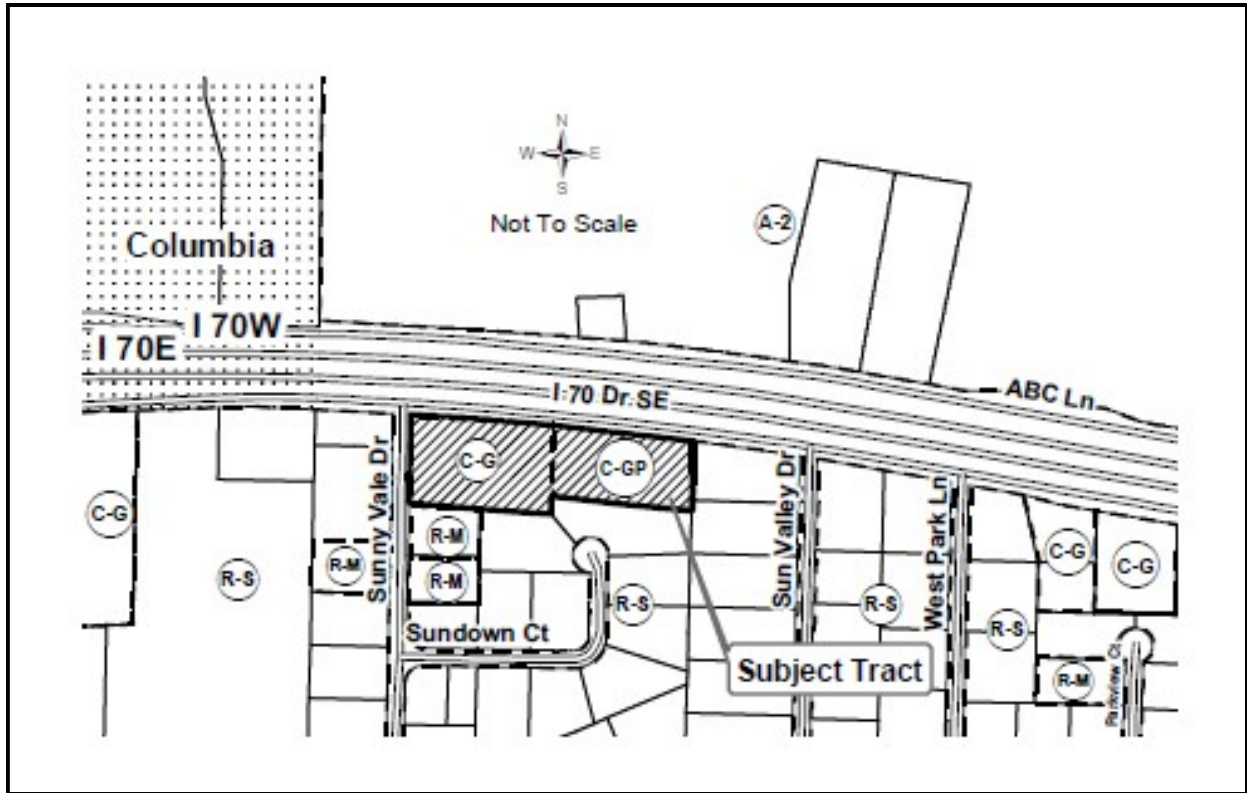 N
W E
S
Not To Scale
A-2
Columbia
I 70W
I 70E
I 70 Dr SE
ABC Ln
C-G
C-GP
C-G
R-S
R-M
Sunny Vale Dr
R-M
R-M
Sundown Ct
R-S
Sun Valley Dr
R-S
West Park Ln
R-S
C-G
C-G
R-M
Parkview Ct
Subject Tract